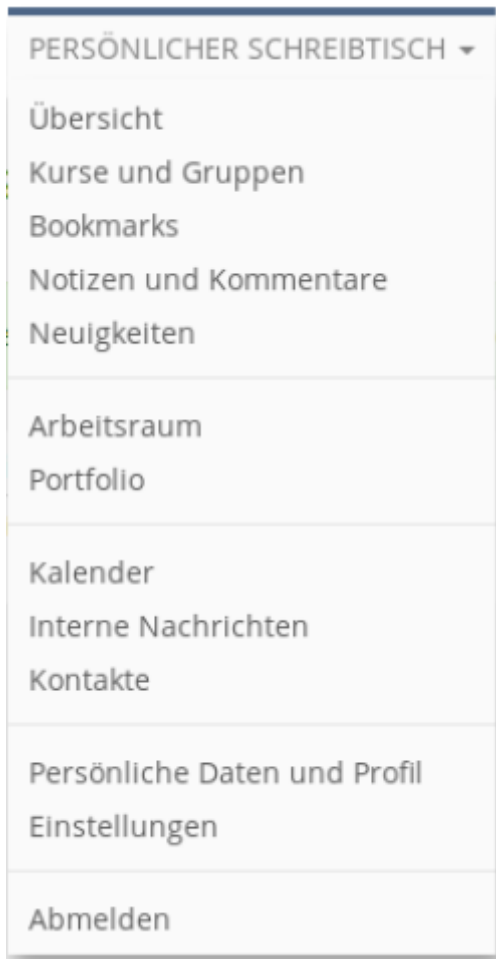 PERSÖNLICHER SCHREIBTISCH
Übersicht
Kurse und Gruppen
Bookmarks
Notizen und Kommentare
Neuigkeiten
Arbeitsraum
Portfolio
Kalender
Interne Nachrichten
Kontakte
Persönliche Daten und Profil
Einstellungen
Abmelden